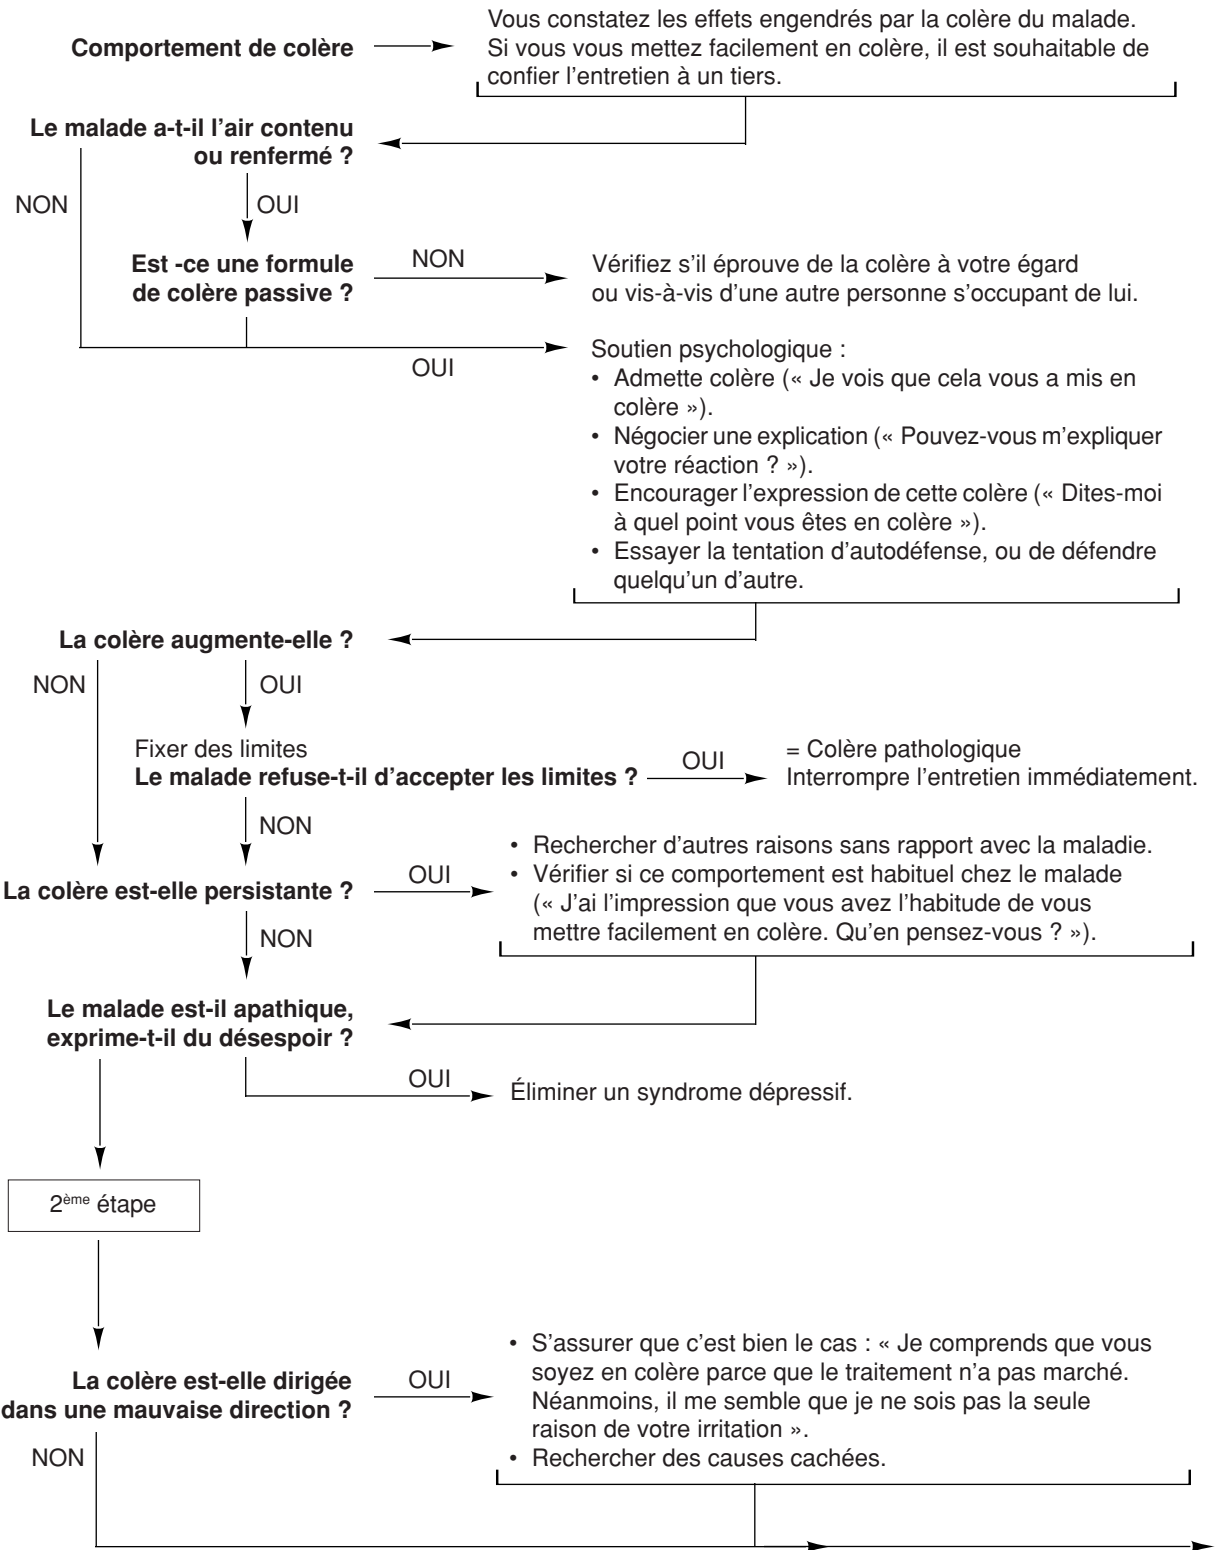 Vous constatez les effets engendrés par la colère du malade.
Comportement de colère
Si vous vous mettez facilement en colère, il est souhaitable de
confier l'entretien à un tiers.
Le malade a-t-il l'air contenu
ou renfermé ?
NON
OUI
Est -ce une formule
de colère passive ?
NON
Vérifiez s'il éprouve de la colère à votre égard
ou vis-à-vis d'une autre personne s'occupant de lui.
OUI
Soutien psychologique :
• Admette colère (« Je vois que cela vous a mis en
colère »).
• Négocier une explication (« Pouvez-vous m'expliquer
votre réaction ? »).
• Encourager l'expression de cette colère (« Dites-moi
à quel point vous êtes en colère »).
• Essayer la tentation d'autodéfense, ou de défendre
quelqu'un d'autre.
La colère augmente-elle ?
NON
OUI
Fixer des limites
Le malade refuse-t-il d'accepter les limites ?
OUI
= Colère pathologique
Interrompre l'entretien immédiatement.
NON
La colère est-elle persistante ?
OUI
• Rechercher d'autres raisons sans rapport avec la maladie.
• Vérifier si ce comportement est habituel chez le malade
(« J'ai l'impression que vous avez l'habitude de vous
mettre facilement en colère. Qu'en pensez-vous ? »).
NON
Le malade est-il apathique,
exprime-t-il du désespoir ?
OUI
Éliminer un syndrome dépressif.
2ème étape
La colère est-elle dirigée
dans une mauvaise direction ?
OUI
• S'assurer que c'est bien le cas : « Je comprends que vous
soyez en colère parce que le traitement n'a pas marché.
Néanmoins, il me semble que je ne sois pas la seule
raison de votre irritation ».
• Rechercher des causes cachées.
NON